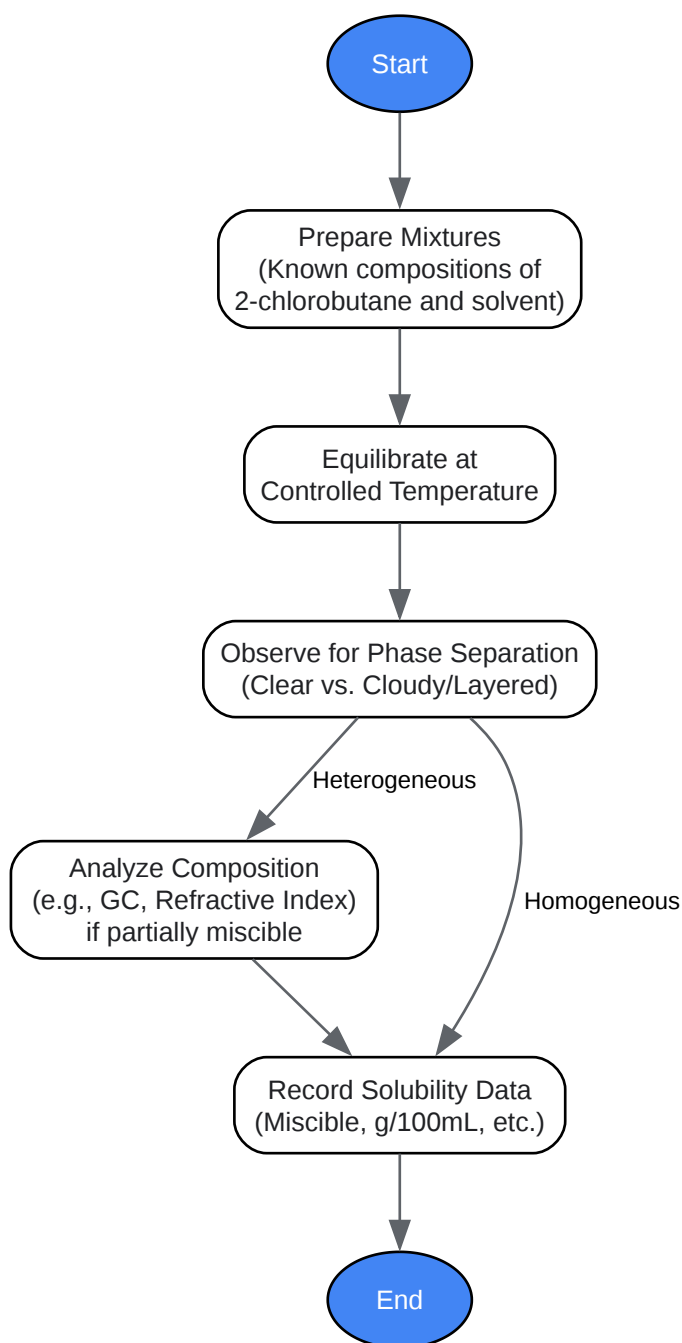 Start
Prepare Mixtures
(Known compositions of
2-chlorobutane and solvent)
Equilibrate at
Controlled Temperature
Observe for Phase Separation
(Clear vs. Cloudy/Layered)
Heterogeneous
Analyze Composition
(e.g., GC, Refractive Index)
if partially miscible
Homogeneous
Record Solubility Data
(Miscible, g/100mL, etc.)
End